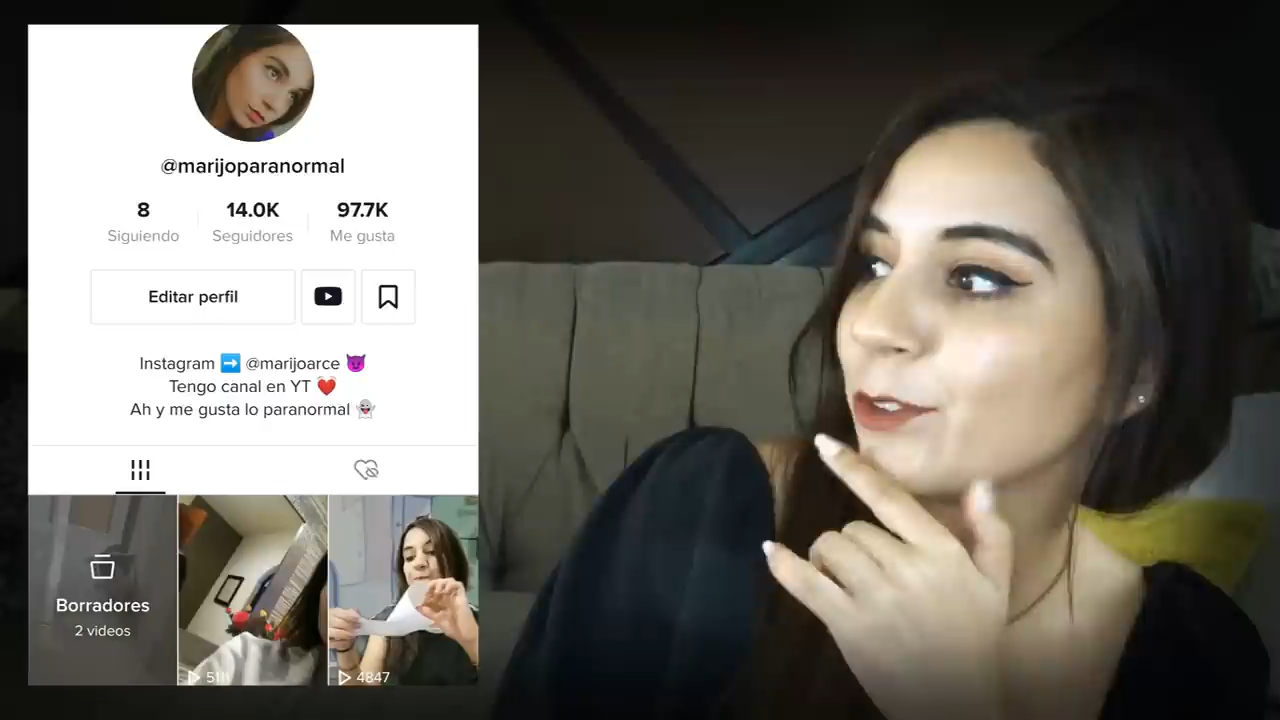 @marijoparanormal
8 14.0K 97.7K
Siguiendo Seguidores Me gusta
Editar perfil
Instagram ➡️ @marijoarce 😈
Tengo canal en YT ❤️
Ah y me gusta lo paranormal 👻
Borradores
2 videos
4847